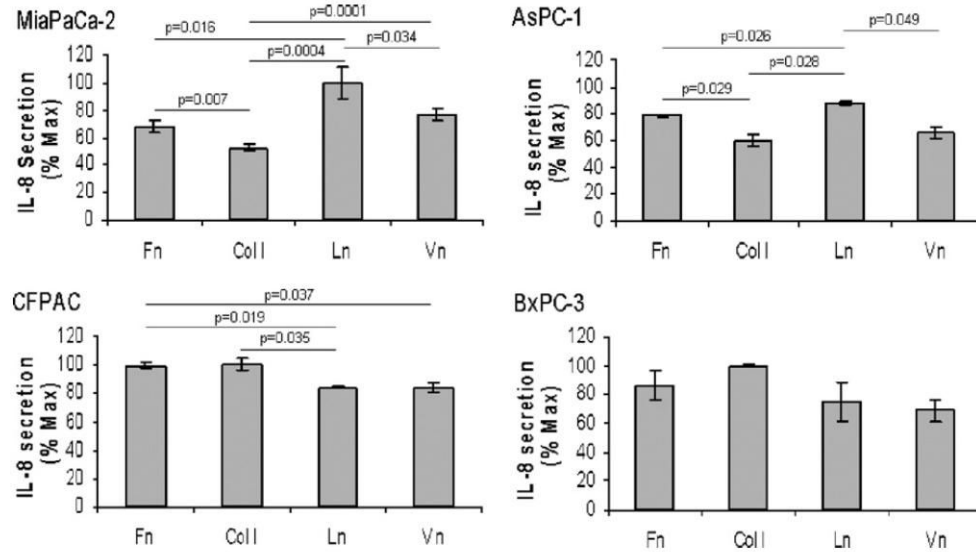 MiaPaCa-2
p=0.0001
p=0.016
p=0.034
p=0.0004
p=0.007
IL-8 Secretion
(% Max)
120
100
80
60
40
20
0
Fn
Coll
Ln
Vn
AsPC-1
p=0.049
p=0.026
p=0.028
p=0.029
IL-8 secretion
(% Max)
120
100
80
60
40
20
0
Fn
Coll
Ln
Vn
CFPAC
p=0.037
p=0.019
p=0.035
IL-8 secretion
(% Max)
120
100
80
60
40
20
0
Fn
Coll
Ln
Vn
BxPC-3
IL-8 secretion
(% Max)
120
100
80
60
40
20
0
Fn
Coll
Ln
Vn